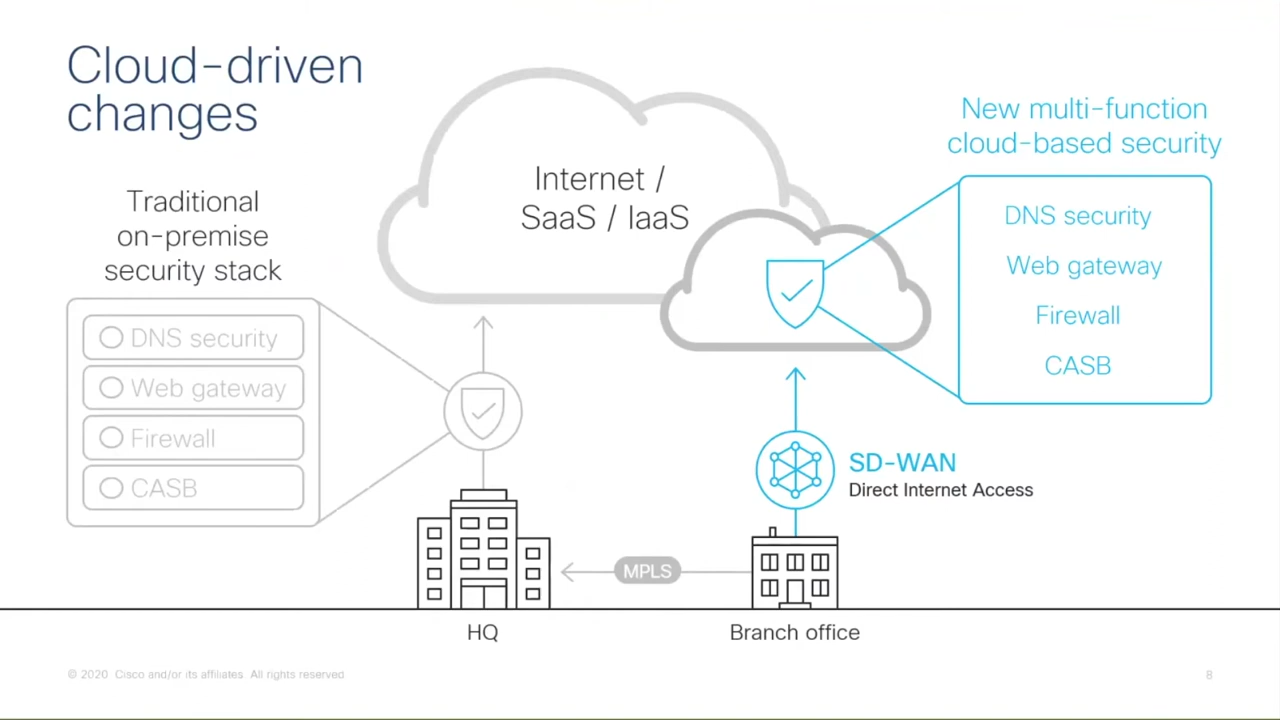 Cloud-driven
changes
Traditional
on-premise
security stack
DNS security
Web gateway
Firewall
CASB
Internet /
SaaS / IaaS
New multi-function
cloud-based security
DNS security
Web gateway
Firewall
CASB
SD-WAN
Direct Internet Access
MPLS
HQ
Branch office
© 2020 Cisco and/or its affiliates. All rights reserved.
8